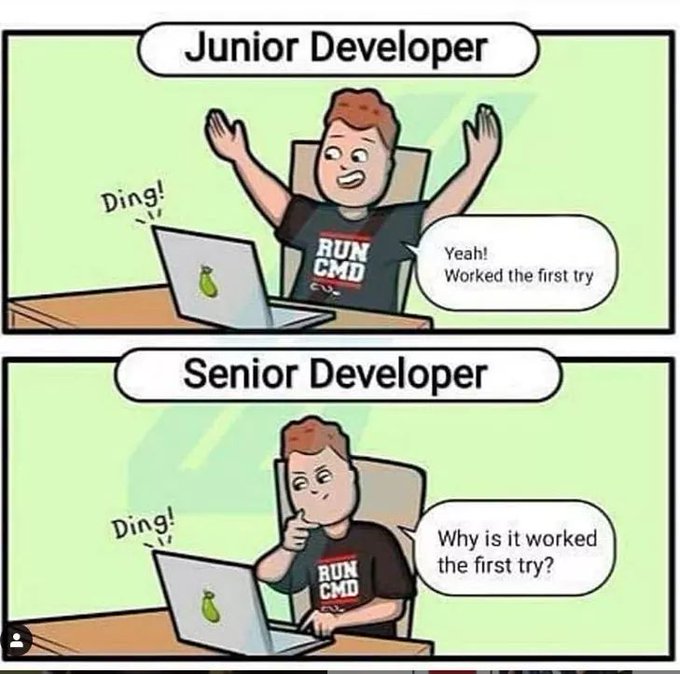 Junior Developer
Ding!
RUN
CMD
Yeah!
Worked the first try
Senior Developer
Ding!
RUN
CMD
Why is it worked
the first try?